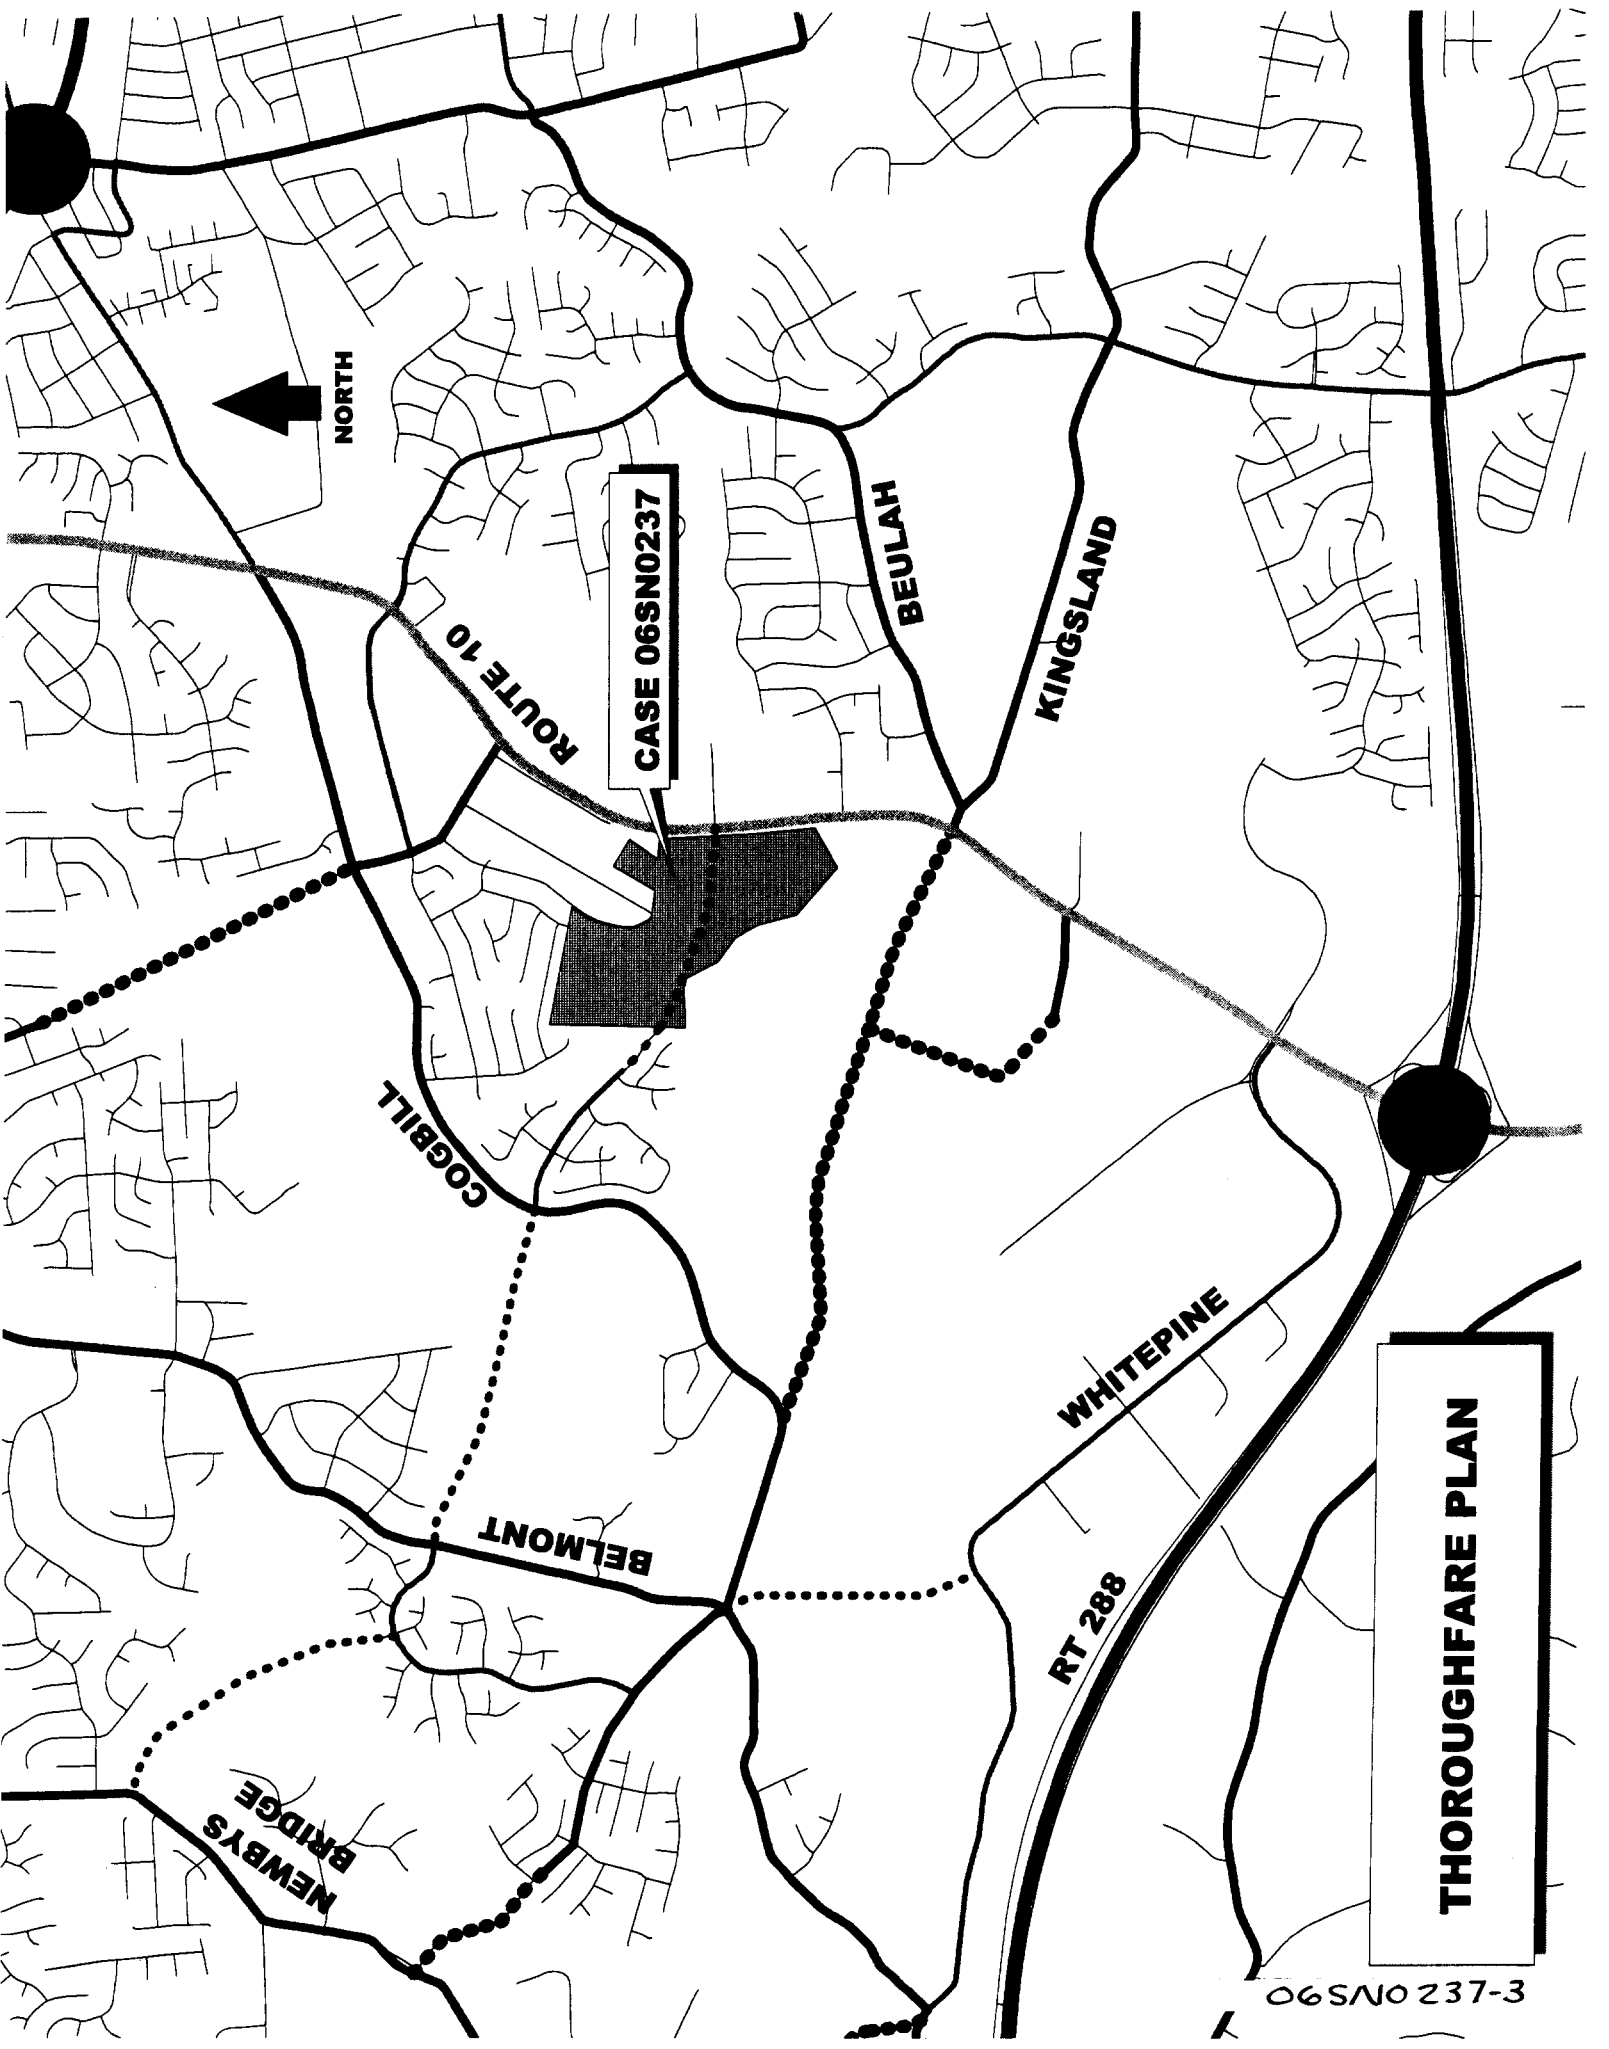 NORTH
ROUTE 10
CASE 06SN0237
BEULAH
KINGSLAND
COGBILL
WHITEPINE
BELMONT
RT 288
NEWBYS
BRIDGE
THOROUGHFARE PLAN
06SN0237-3